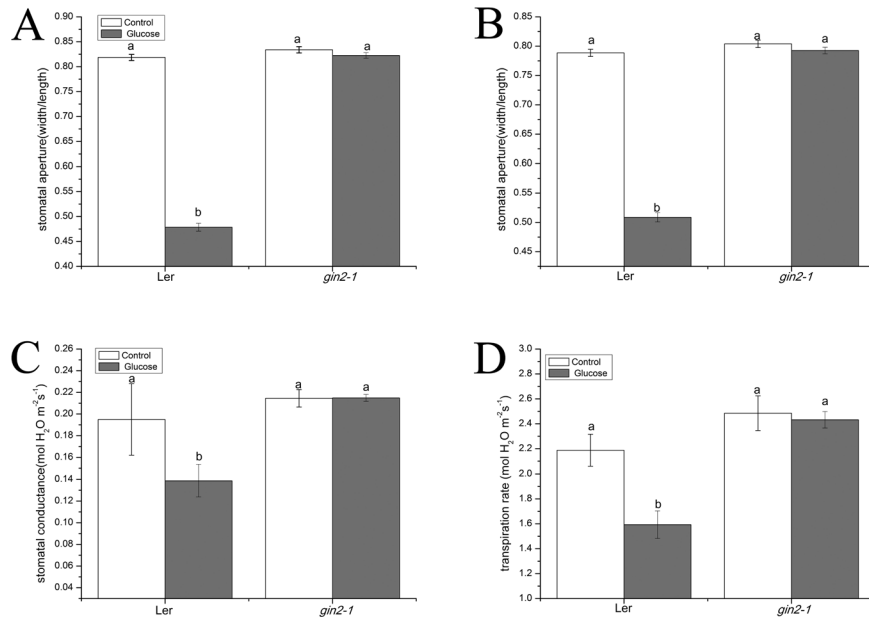 A
Control
Glucose
stomatal aperture(width/length)
0.90
0.85
0.80
0.75
0.70
0.65
0.60
0.55
0.50
0.45
0.40
a
b
a
a
Ler
gin2-1
B
stomatal aperture(width/length)
0.85
0.80
0.75
0.70
0.65
0.60
0.55
0.50
0.45
a
b
a
a
Ler
gin2-1
C
Control
Glucose
stomatal conductance(mol H₂O m⁻²s⁻¹)
0.26
0.24
0.22
0.20
0.18
0.16
0.14
0.12
0.10
0.08
0.06
0.04
a
b
a
a
Ler
gin2-1
D
Control
Glucose
transpiration rate (mol H₂O m⁻²s⁻¹)
3.0
2.8
2.6
2.4
2.2
2.0
1.8
1.6
1.4
1.2
1.0
a
b
a
a
Ler
gin2-1